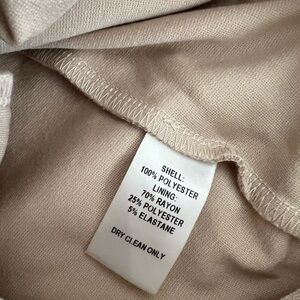 SHELL:
100% POLYESTER
LINING:
70% RAYON
25% POLYESTER
5% ELASTANE
DRY CLEAN ONLY